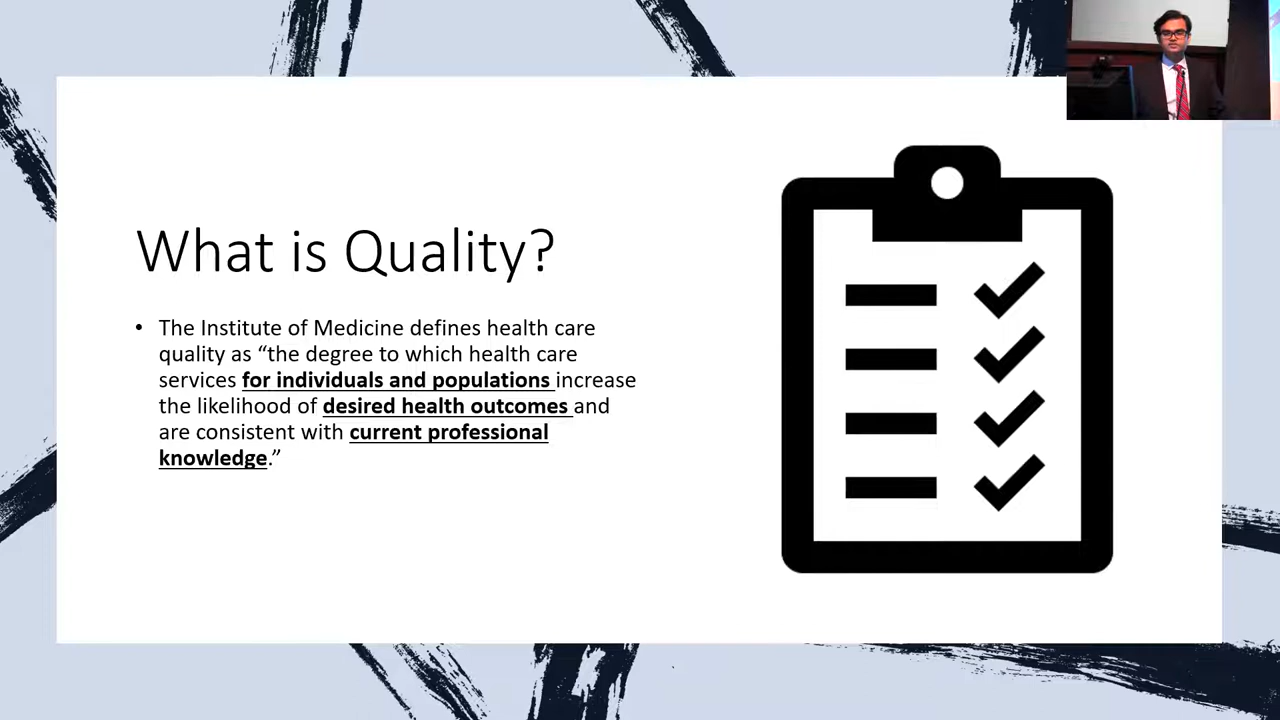 What is Quality?
• The Institute of Medicine defines health care
quality as “the degree to which health care
services for individuals and populations increase
the likelihood of desired health outcomes and
are consistent with current professional
knowledge.”